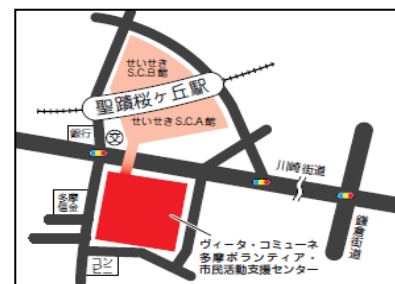 せいせき
S.C.B館
聖蹟桜ヶ丘駅
せいせきS.C.A館
銀行
交
川崎街道
多摩
信金
鎌倉街道
ヴィータ・コミューネ
多摩ボランティア・
市民活動支援センター
コン
ビニ